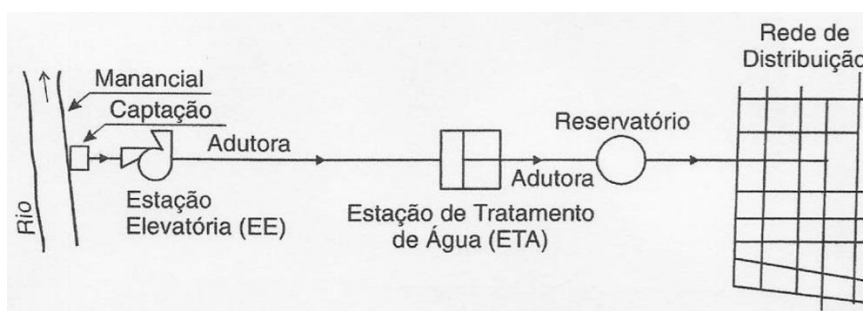 Rede de
Distribuição
Manancial
Captação
Reservatório
Adutora
Adutora
Rio
Estação
Elevatória (EE)
Estação de Tratamento
de Água (ETA)